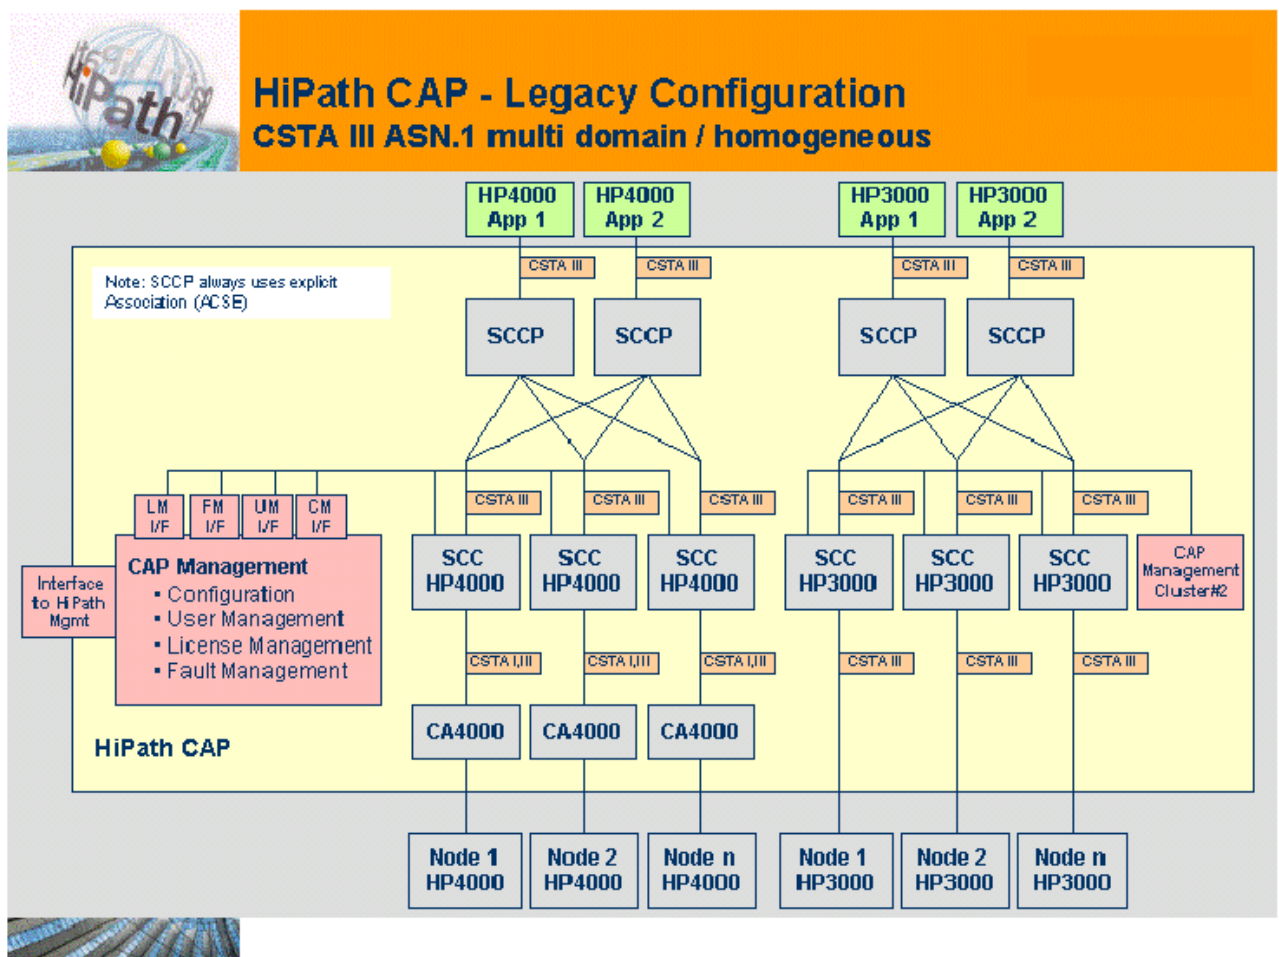 HiPath
HiPath CAP - Legacy Configuration
CSTA III ASN.1 multi domain / homogeneous
HP4000
App 1
HP4000
App 2
HP3000
App 1
HP3000
App 2
CSTA III
CSTA III
CSTA III
CSTA III
Note: SCCP always uses explicit
Association (ACSE)
SCCP
SCCP
SCCP
SCCP
LM
I/F
FM
I/F
UM
I/F
CM
I/F
CSTA III
CSTA III
CSTA III
CSTA III
CSTA III
CSTA III
Interface
to HiPath
Mgmt
CAP Management
▪ Configuration
▪ User Management
▪ License Management
▪ Fault Management
SCC
HP4000
SCC
HP4000
SCC
HP4000
SCC
HP3000
SCC
HP3000
SCC
HP3000
CAP
Management
Cluster#2
CSTA I,III
CSTA I,III
CSTA I,III
CSTA III
CSTA III
CSTA III
CA4000
CA4000
CA4000
HiPath CAP
Node 1
HP4000
Node 2
HP4000
Node n
HP4000
Node 1
HP3000
Node 2
HP3000
Node n
HP3000